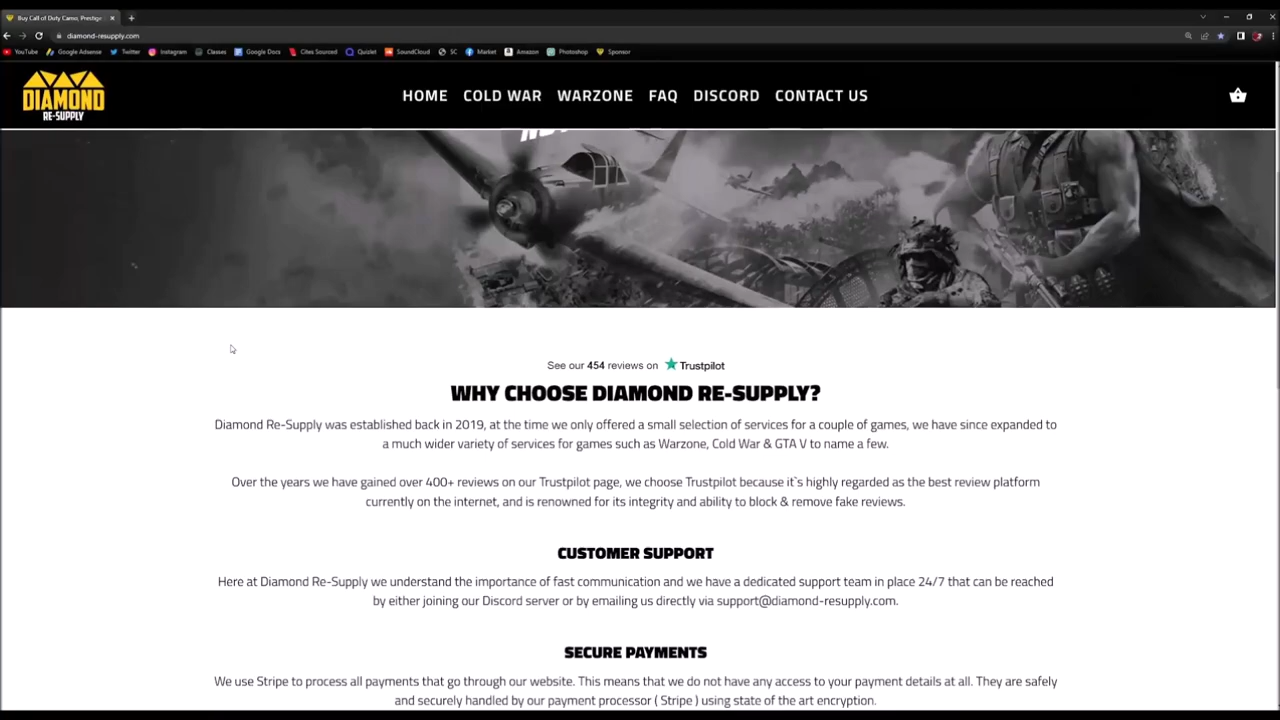 Buy Call of Duty Camo, Prestige
diamond-resupply.com
YouTube Google Adsense Twitter Instagram Classes Google Docs Cites Sourced Quizlet SoundCloud SC Market Amazon Photoshop Sponsor
DIAMOND
RE-SUPPLY
HOME COLD WAR WARZONE FAQ DISCORD CONTACT US
See our 454 reviews on Trustpilot
WHY CHOOSE DIAMOND RE-SUPPLY?
Diamond Re-Supply was established back in 2019, at the time we only offered a small selection of services for a couple of games, we have since expanded to
a much wider variety of services for games such as Warzone, Cold War & GTA V to name a few.
Over the years we have gained over 400+ reviews on our Trustpilot page, we choose Trustpilot because it`s highly regarded as the best review platform
currently on the internet, and is renowned for its integrity and ability to block & remove fake reviews.
CUSTOMER SUPPORT
Here at Diamond Re-Supply we understand the importance of fast communication and we have a dedicated support team in place 24/7 that can be reached
by either joining our Discord server or by emailing us directly via support@diamond-resupply.com.
SECURE PAYMENTS
We use Stripe to process all payments that go through our website. This means that we do not have any access to your payment details at all. They are safely
and securely handled by our payment processor ( Stripe ) using state of the art encryption.